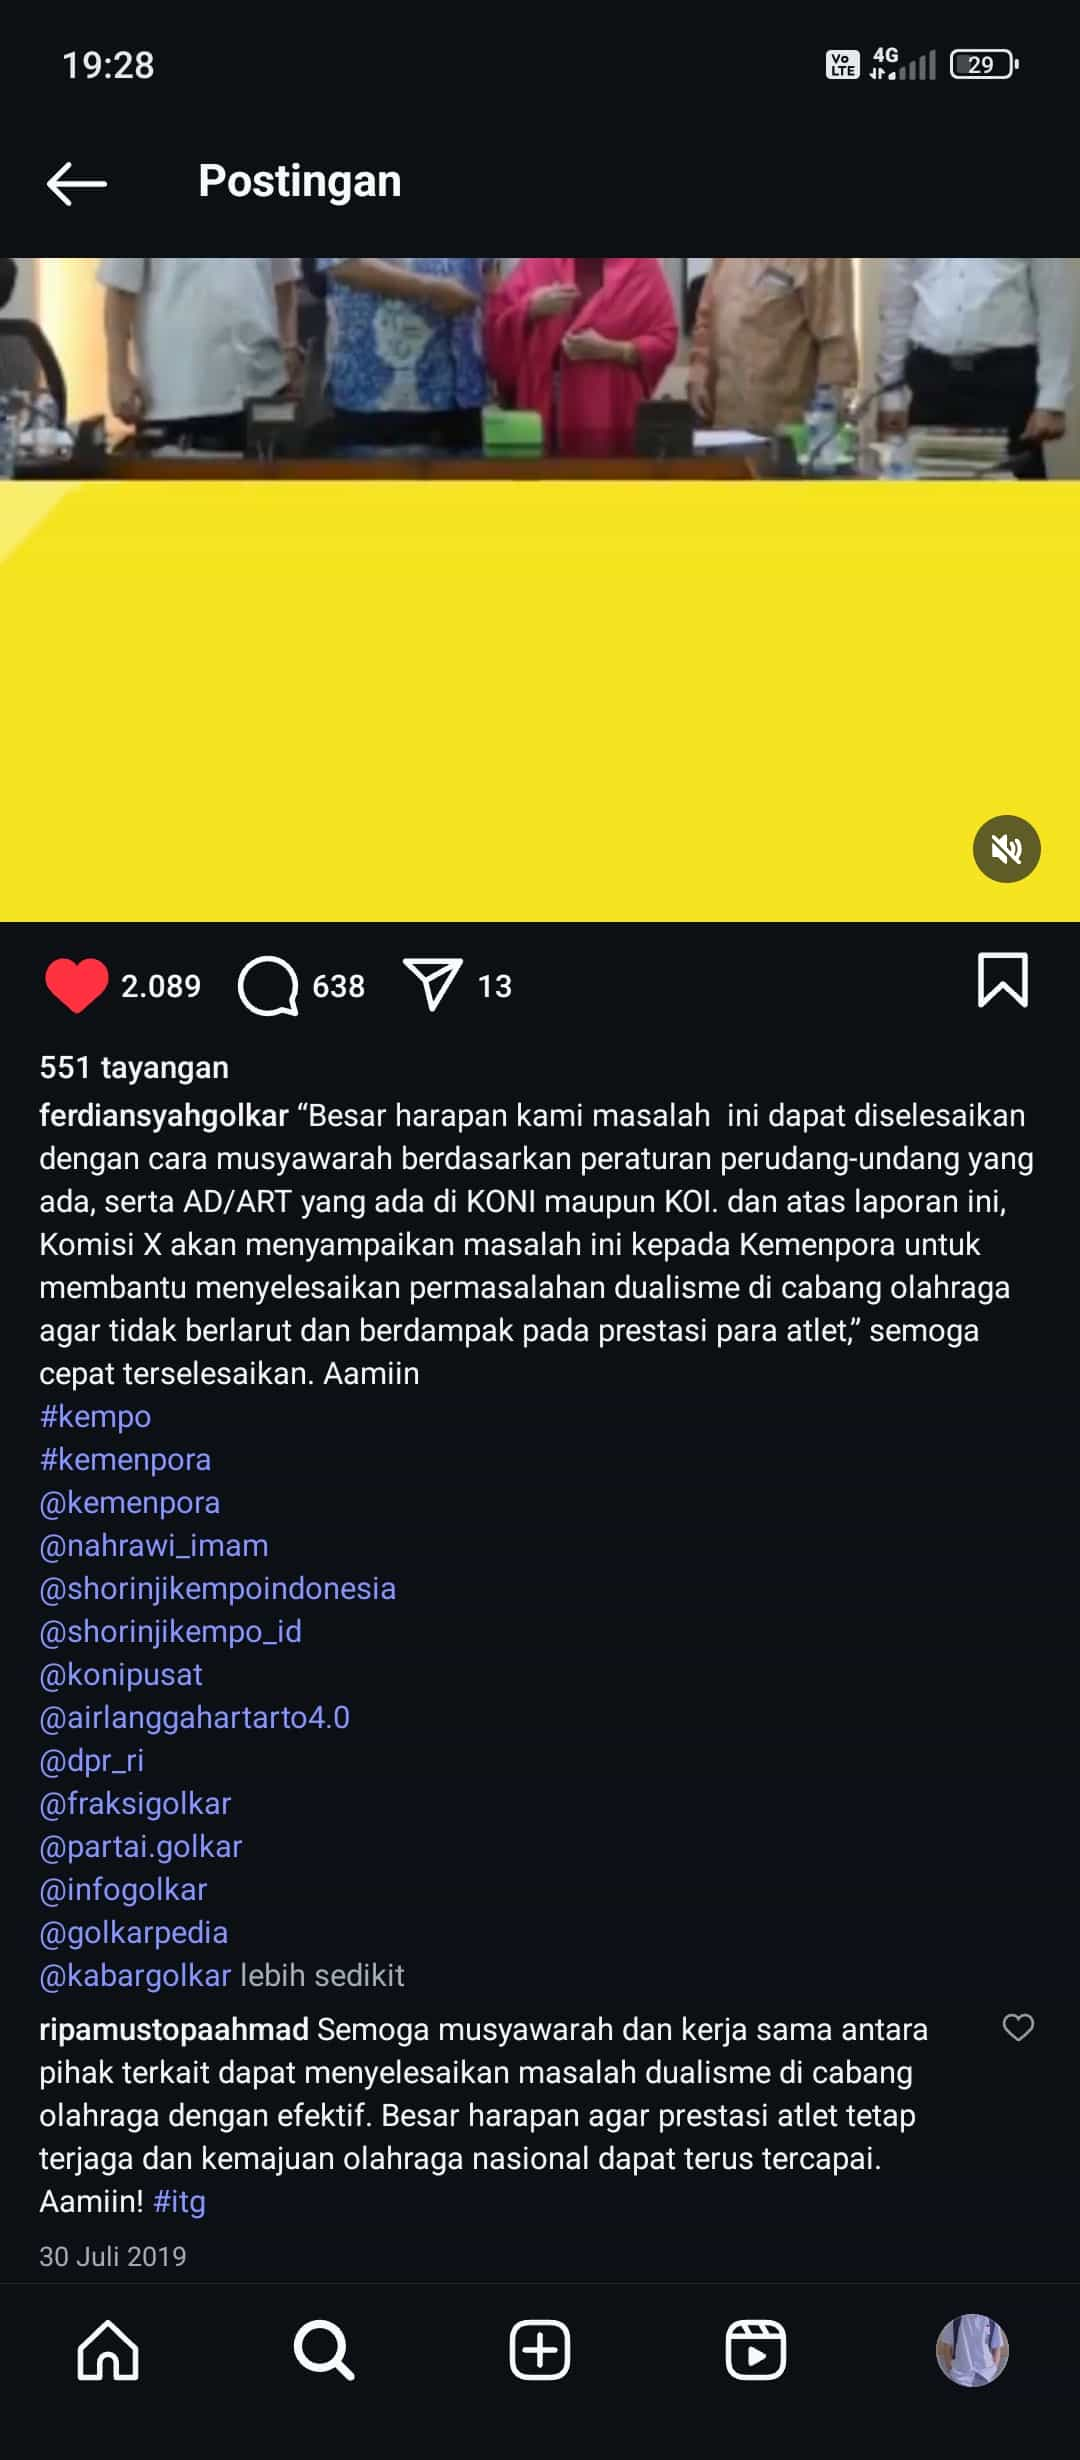 19:28
Vo LTE 4G 29
Postingan
2.089 638 13
551 tayangan
ferdiansyahgolkar “Besar harapan kami masalah  ini dapat diselesaikan
dengan cara musyawarah berdasarkan peraturan perudang-undang yang
ada, serta AD/ART yang ada di KONI maupun KOI. dan atas laporan ini,
Komisi X akan menyampaikan masalah ini kepada Kemenpora untuk
membantu menyelesaikan permasalahan dualisme di cabang olahraga
agar tidak berlarut dan berdampak pada prestasi para atlet,” semoga
cepat terselesaikan. Aamiin
#kempo
#kemenpora
@kemenpora
@nahrawi_imam
@shorinjikempoindonesia
@shorinjikempo_id
@konipusat
@airlanggahartarto4.0
@dpr_ri
@fraksigolkar
@partai.golkar
@infogolkar
@golkarpedia
@kabargolkar lebih sedikit
ripamustopaahmad Semoga musyawarah dan kerja sama antara
pihak terkait dapat menyelesaikan masalah dualisme di cabang
olahraga dengan efektif. Besar harapan agar prestasi atlet tetap
terjaga dan kemajuan olahraga nasional dapat terus tercapai.
Aamiin! #itg
30 Juli 2019